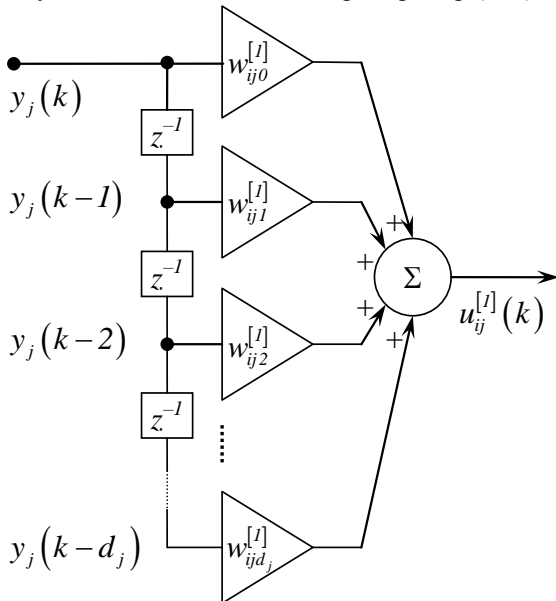 w_{ij0}^{[1]}
y_j(k)
z^{-1}
y_j(k-1)
w_{ij1}^{[1]}
+
+
z^{-1}
Σ
+
u_{ij}^{[1]}(k)
y_j(k-2)
w_{ij2}^{[1]}
+
z^{-1}
y_j(k-d_j)
w_{ijd_j}^{[1]}